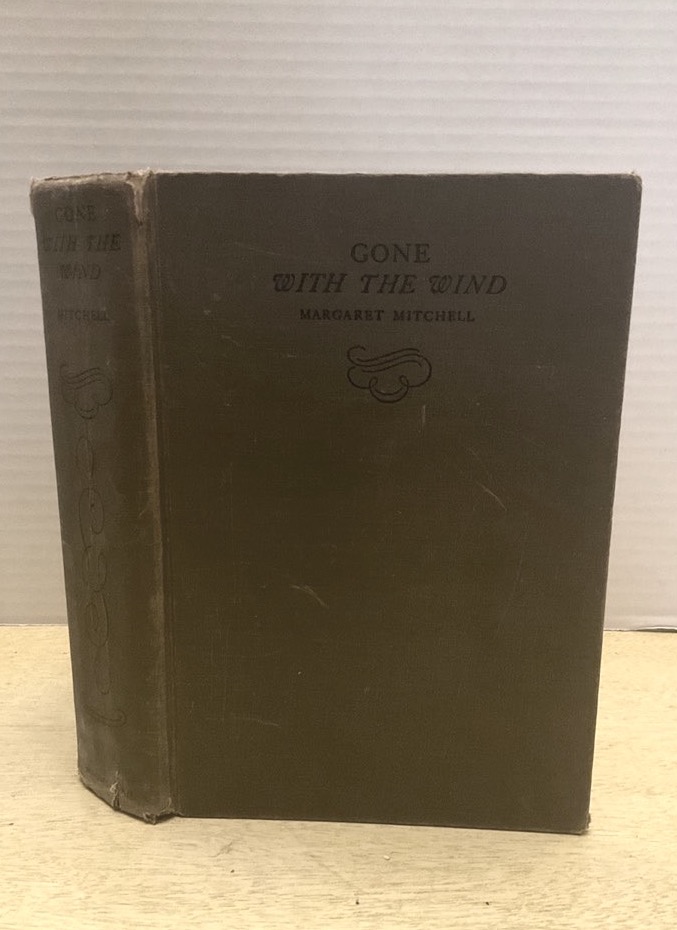 GONE
WITH THE
WIND
MITCHELL
GONE
WITH THE WIND
MARGARET MITCHELL